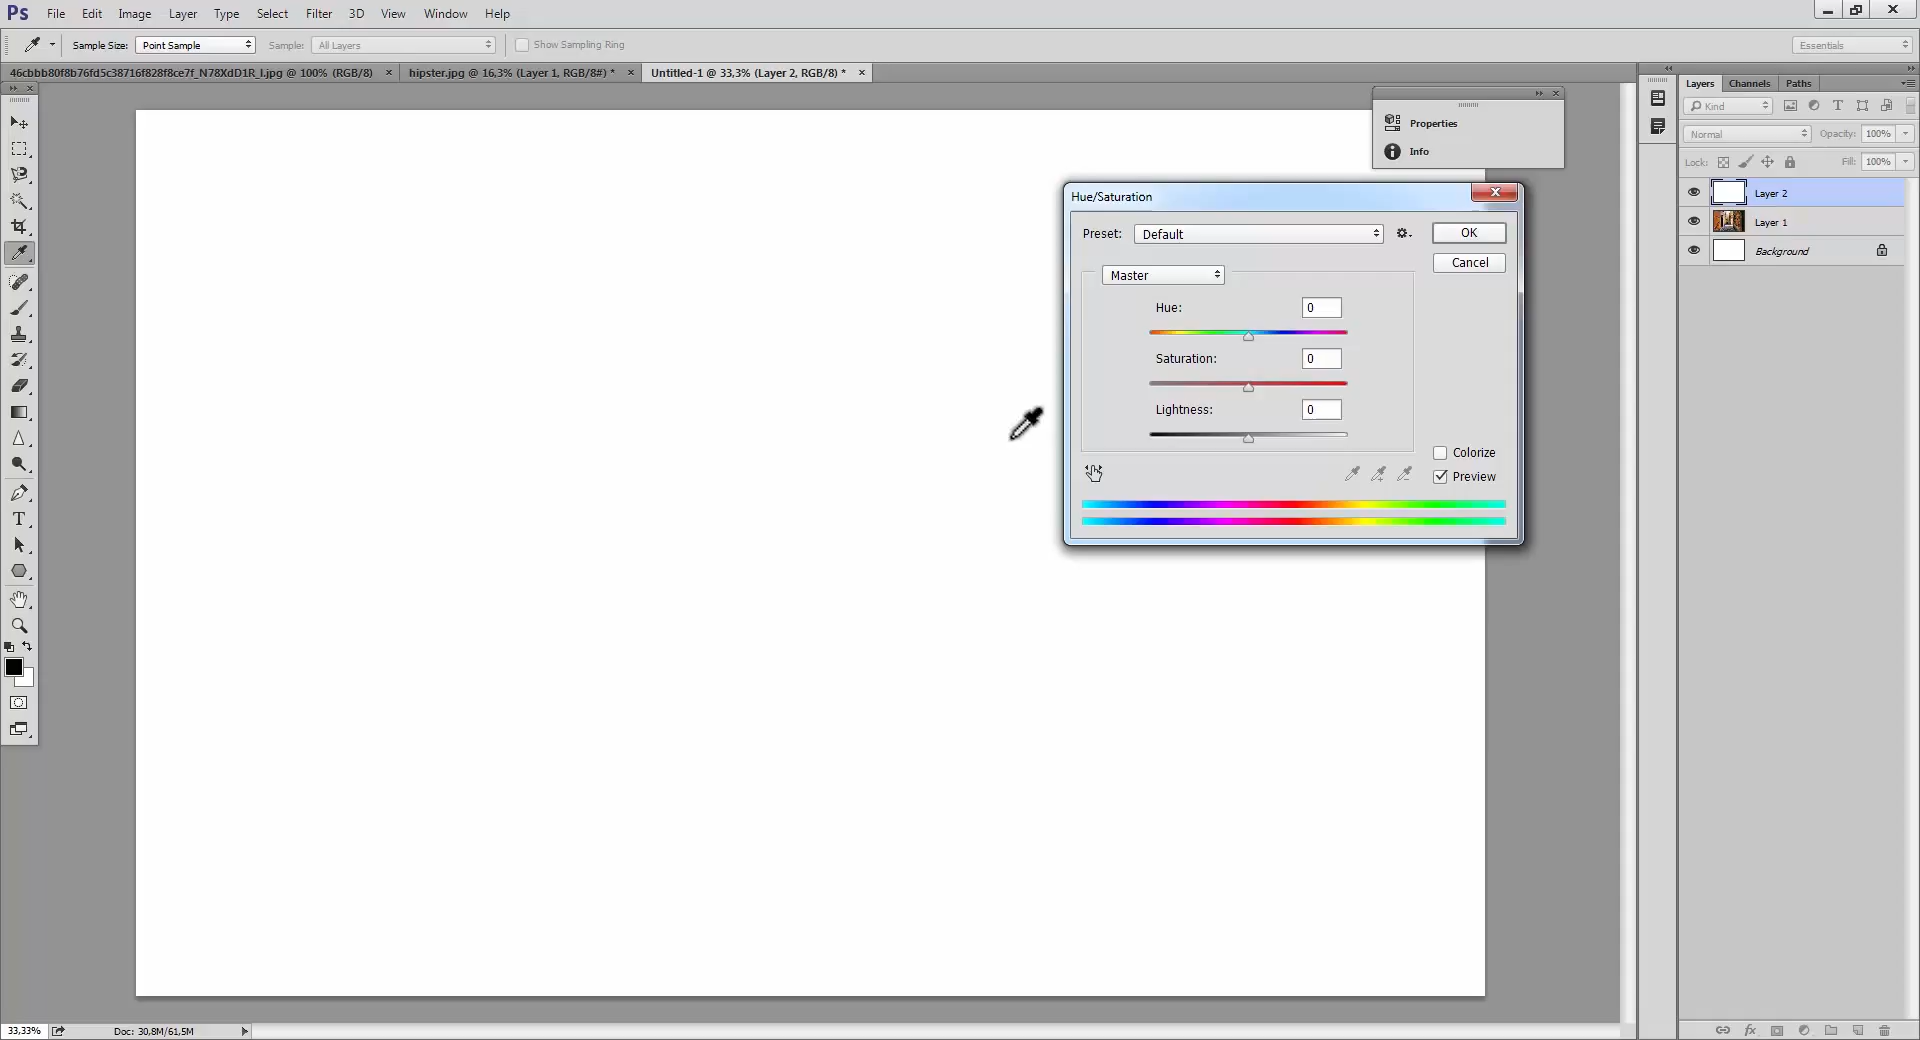 Ps File Edit Image Layer Type Select Filter 3D View Window Help
Sample Size: Point Sample Sample: All Layers Show Sampling Ring Essentials
46cbbb80f8b76fd5c38716f828f8ce7f_N78XdD1R_l.jpg @ 100% (RGB/8) × hipster.jpg @ 16,3% (Layer 1, RGB/8#) * × Untitled-1 @ 33,3% (Layer 2, RGB/8) * ×
Layers Channels Paths
Kind
Normal Opacity: 100%
Lock: Fill: 100%
Layer 2
Layer 1
Background
Properties
Info
Hue/Saturation
Preset: Default OK
Cancel
Master
Hue: 0
Saturation: 0
Lightness: 0
Colorize
Preview
33,33% Doc: 30,8M/61,5M